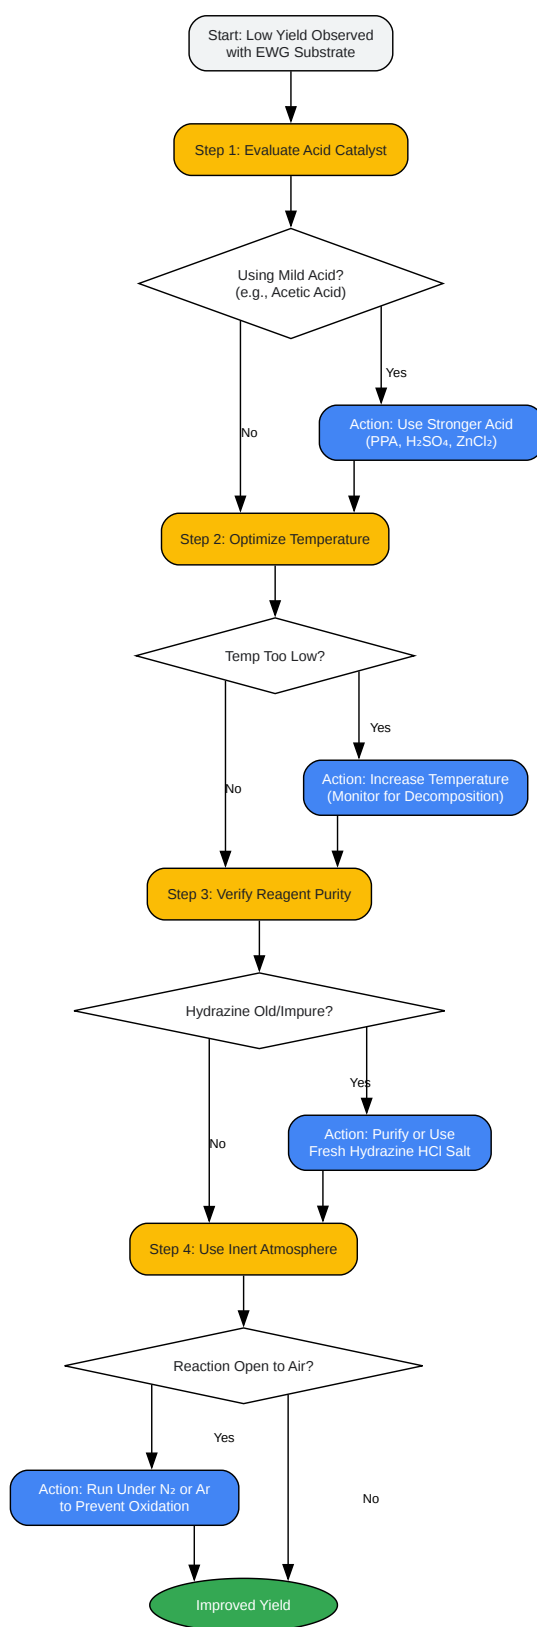 Start: Low Yield Observed
with EWG Substrate
Step 1: Evaluate Acid Catalyst
Using Mild Acid?
(e.g., Acetic Acid)
Yes
No
Action: Use Stronger Acid
(PPA, H₂SO₄, ZnCl₂)
Step 2: Optimize Temperature
Temp Too Low?
Yes
No
Action: Increase Temperature
(Monitor for Decomposition)
Step 3: Verify Reagent Purity
Hydrazine Old/Impure?
Yes
No
Action: Purify or Use
Fresh Hydrazine HCl Salt
Step 4: Use Inert Atmosphere
Reaction Open to Air?
Yes
Action: Run Under N₂ or Ar
to Prevent Oxidation
No
Improved Yield